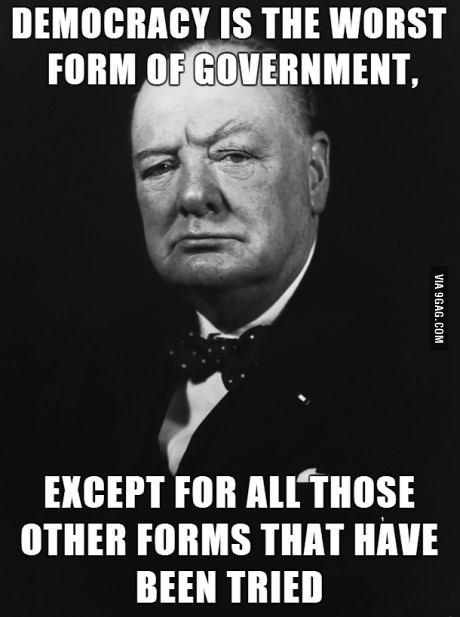 DEMOCRACY IS THE WORST
FORM OF GOVERNMENT,
VIA 9GAG.COM
EXCEPT FOR ALL THOSE
OTHER FORMS THAT HAVE
BEEN TRIED